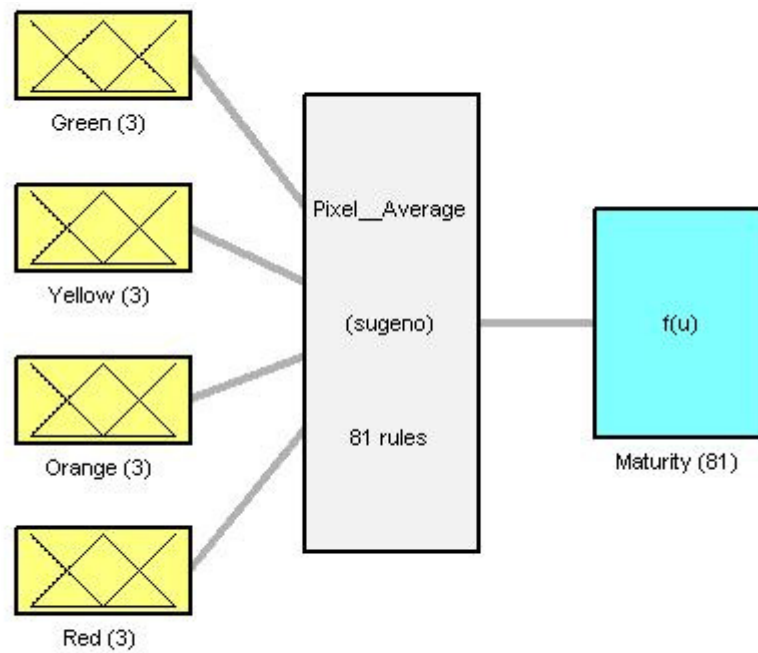 Green (3)
Yellow (3)
Orange (3)
Red (3)
Pixel__Average
(sugeno)
81 rules
f(u)
Maturity (81)